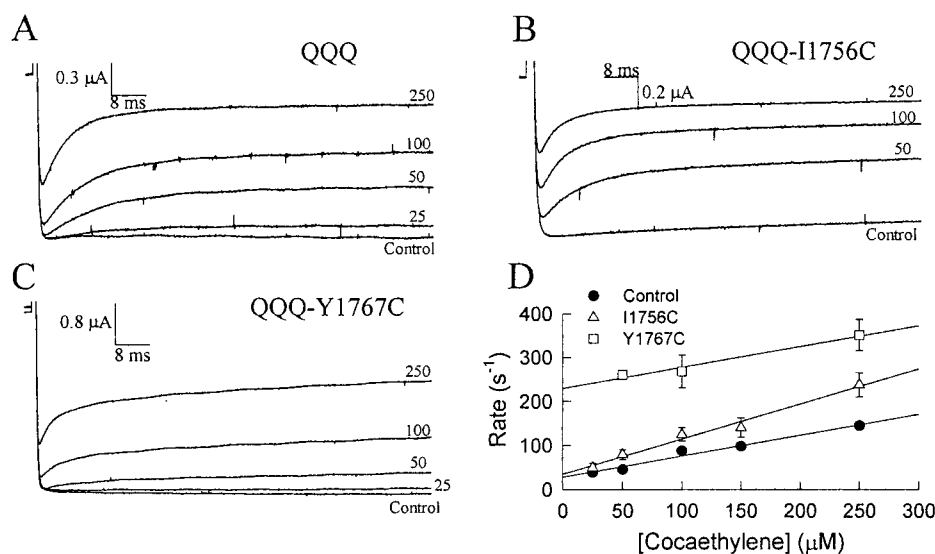 A
QQQ
0.3 μA
8 ms
250
100
50
25
Control
B
QQQ-I1756C
8 ms
0.2 μA
250
100
50
Control
C
QQQ-Y1767C
0.8 μA
8 ms
250
100
50
25
Control
D
Control
I1756C
Y1767C
Rate (s⁻¹)
400
300
200
100
0
0 50 100 150 200 250 300
[Cocaethylene] (μM)